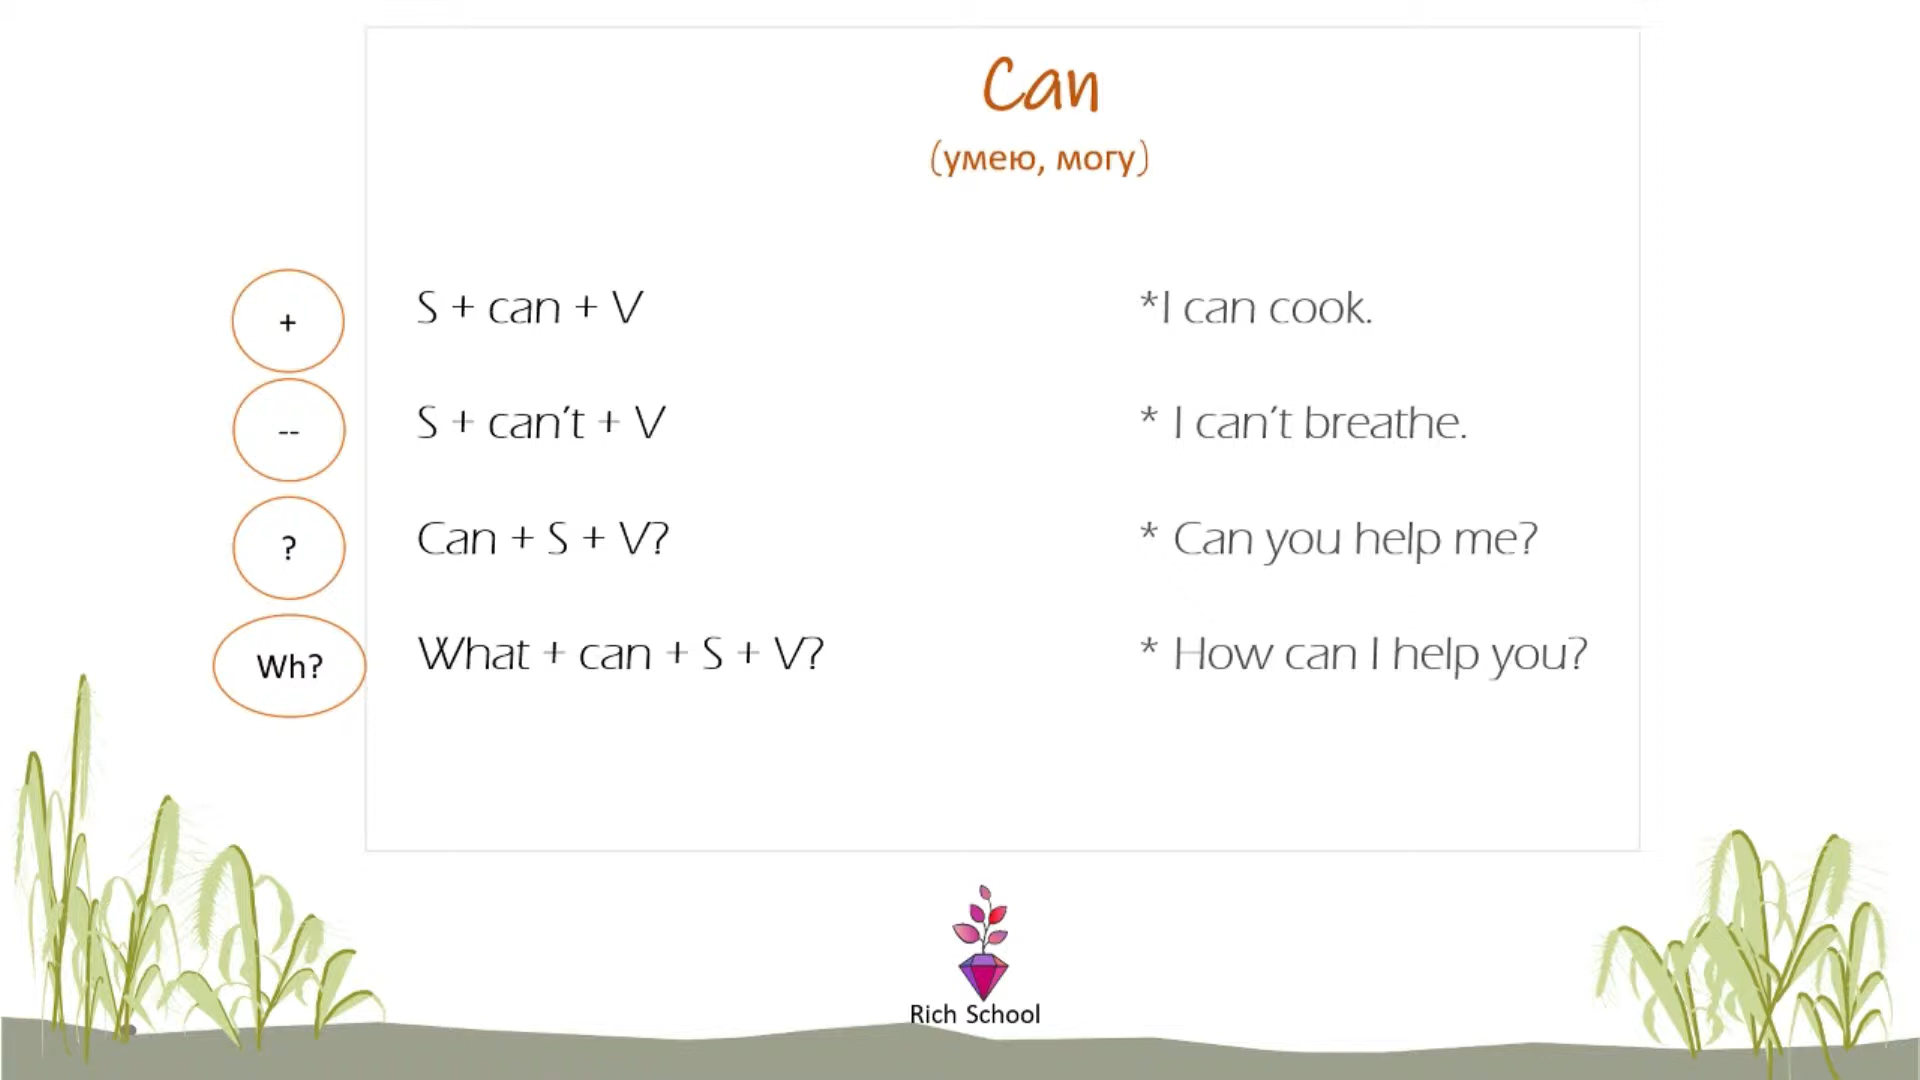 Can
(умею, могу)
+
S + can + V
*I can cook.
--
S + can’t + V
* I can’t breathe.
?
Can + S + V?
* Can you help me?
Wh?
What + can + S + V?
* How can I help you?
Rich School